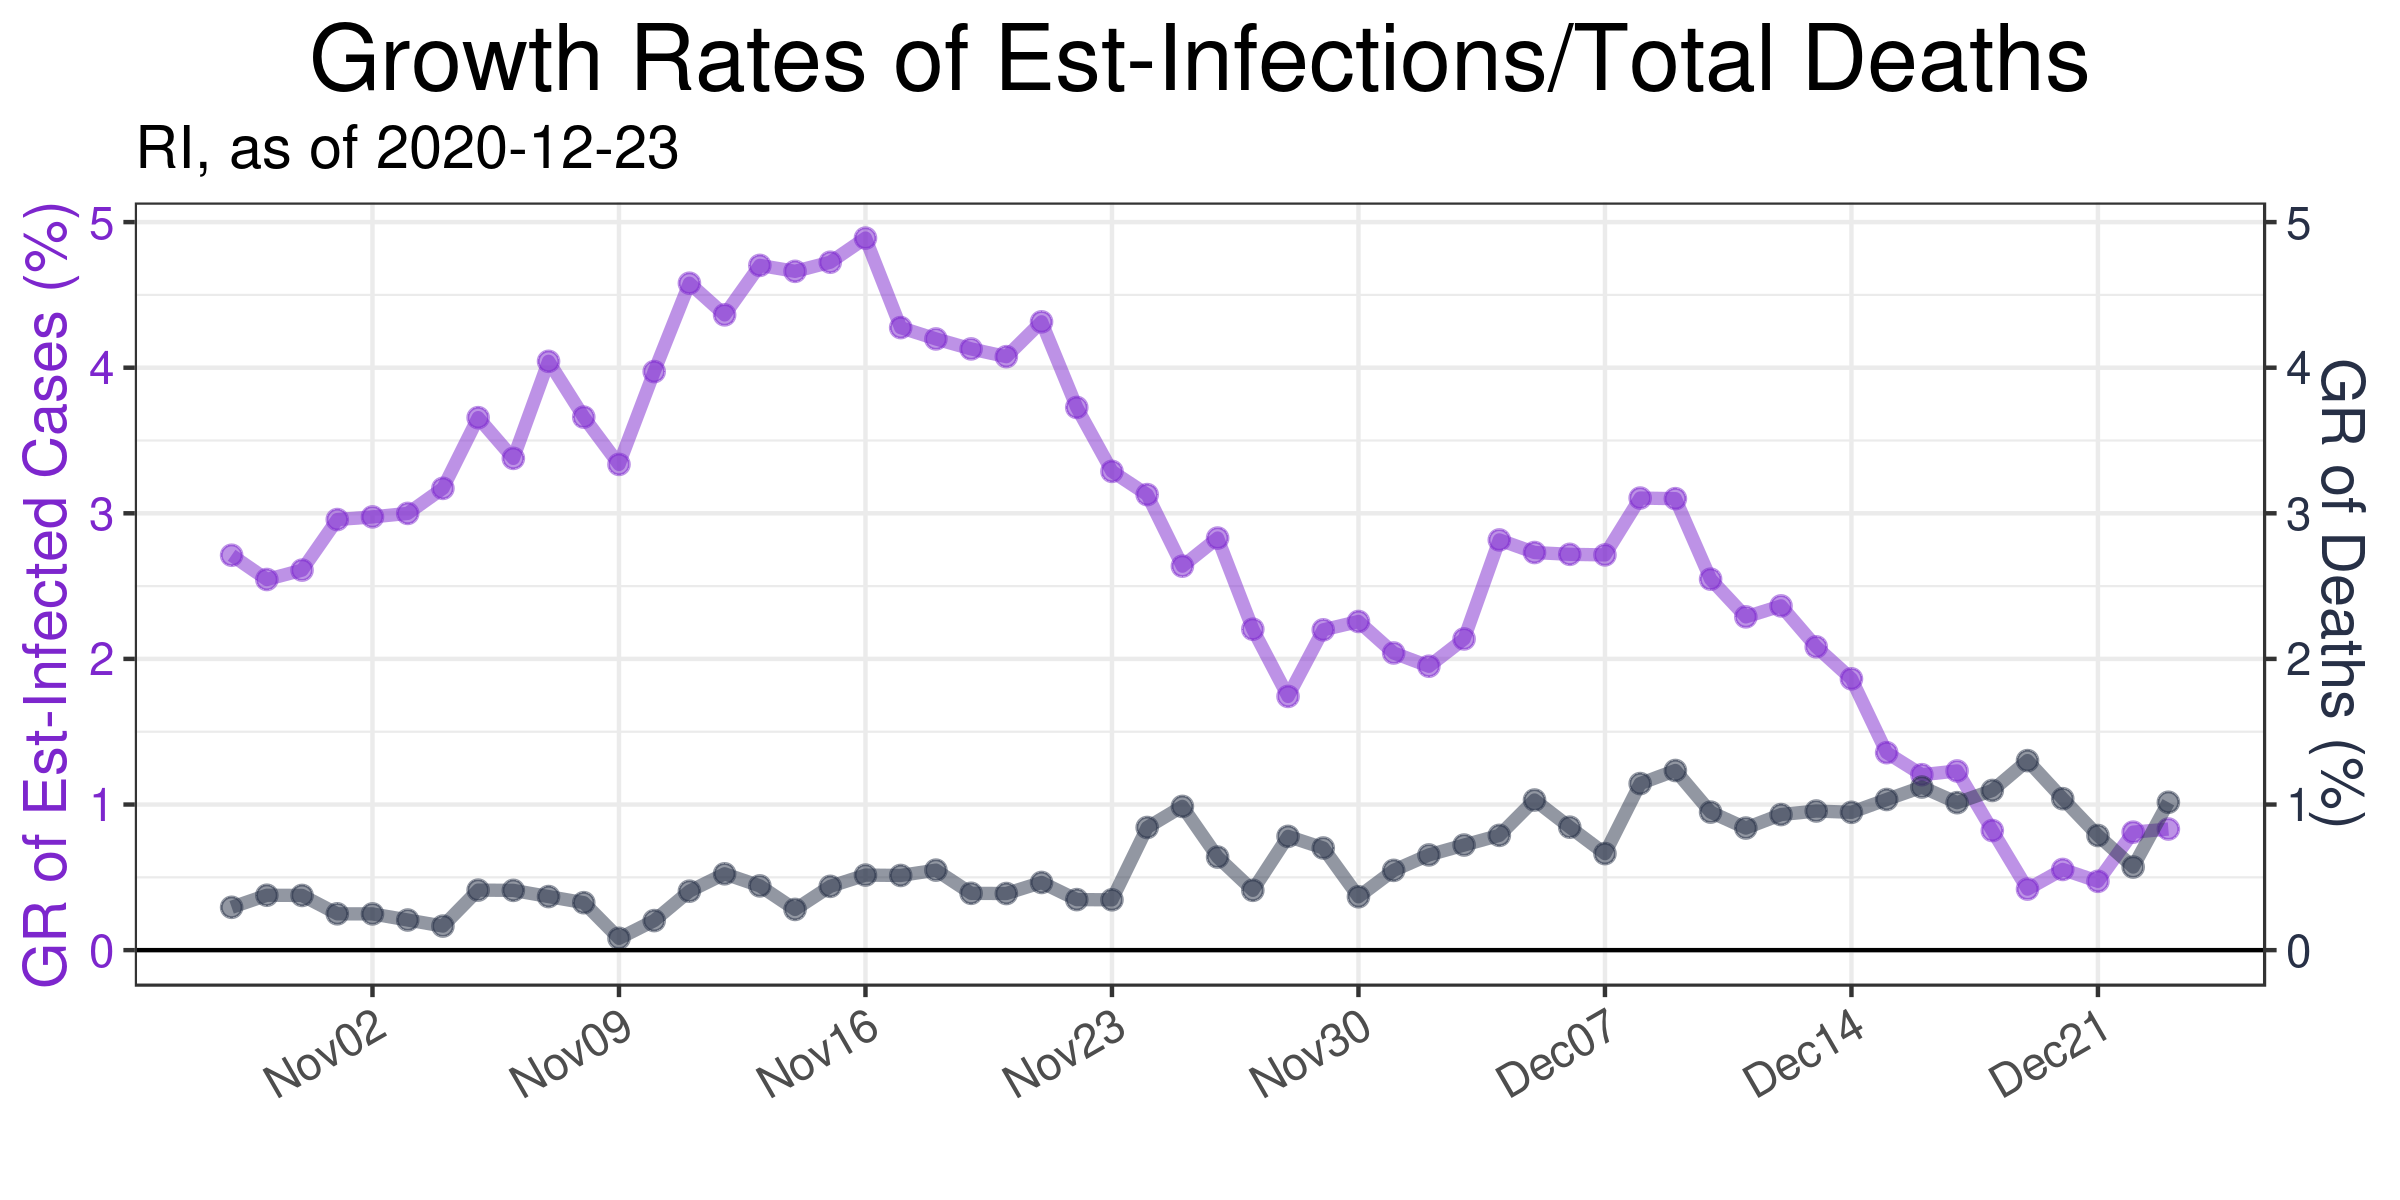 Growth Rates of Est-Infections/Total Deaths
RI, as of 2020-12-23
GR of Est-Infected Cases (%)
5
4
3
2
1
0
5
4
3
2
1
0
GR of Deaths (%)
Nov02
Nov09
Nov16
Nov23
Nov30
Dec07
Dec14
Dec21